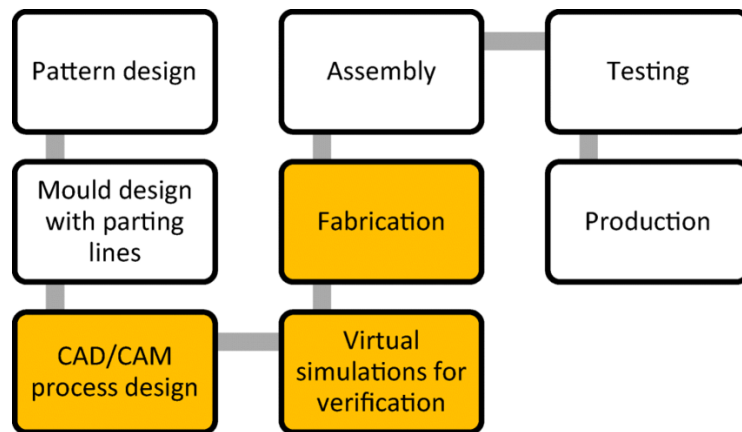 Pattern design
Mould design
with parting
lines
CAD/CAM
process design
Virtual
simulations for
verification
Fabrication
Assembly
Testing
Production